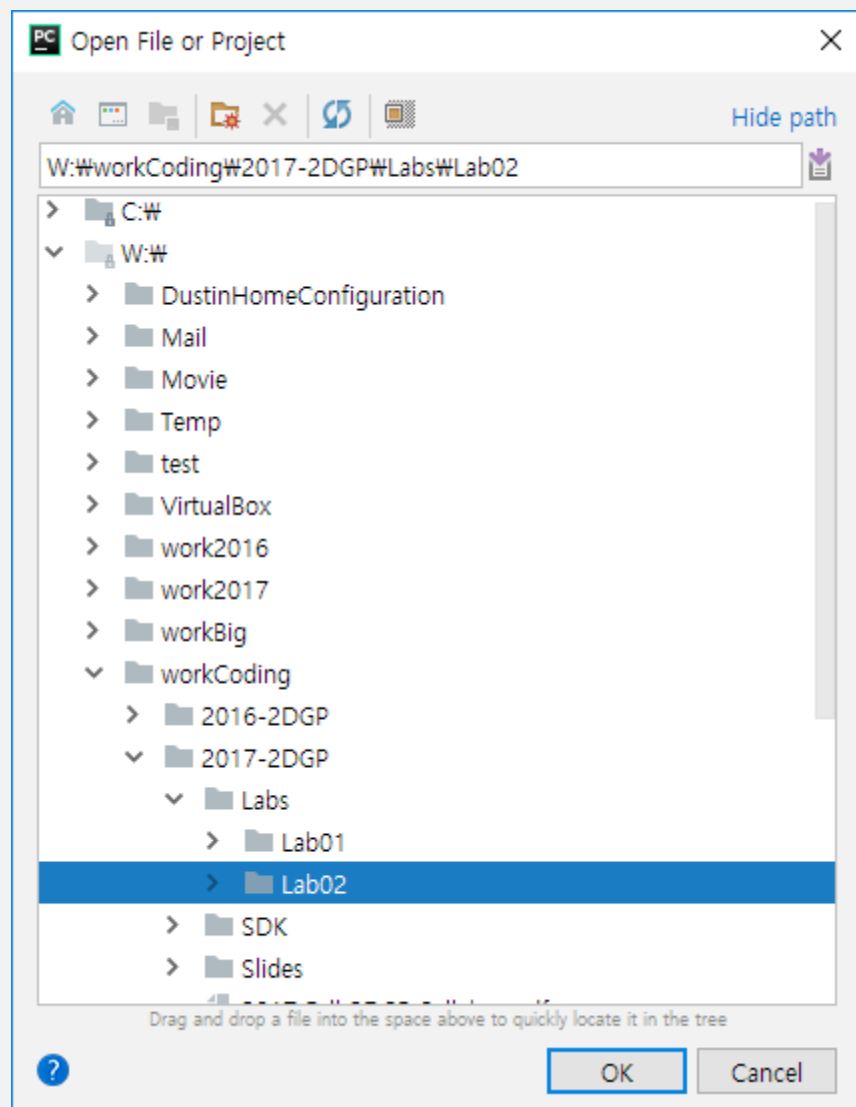 PC Open File or Project
Hide path
W:₩workCoding₩2017-2DGP₩Labs₩Lab02
C:₩
W:₩
DustinHomeConfiguration
Mail
Movie
Temp
test
VirtualBox
work2016
work2017
workBig
workCoding
2016-2DGP
2017-2DGP
Labs
Lab01
Lab02
SDK
Slides
Drag and drop a file into the space above to quickly locate it in the tree
? OK Cancel